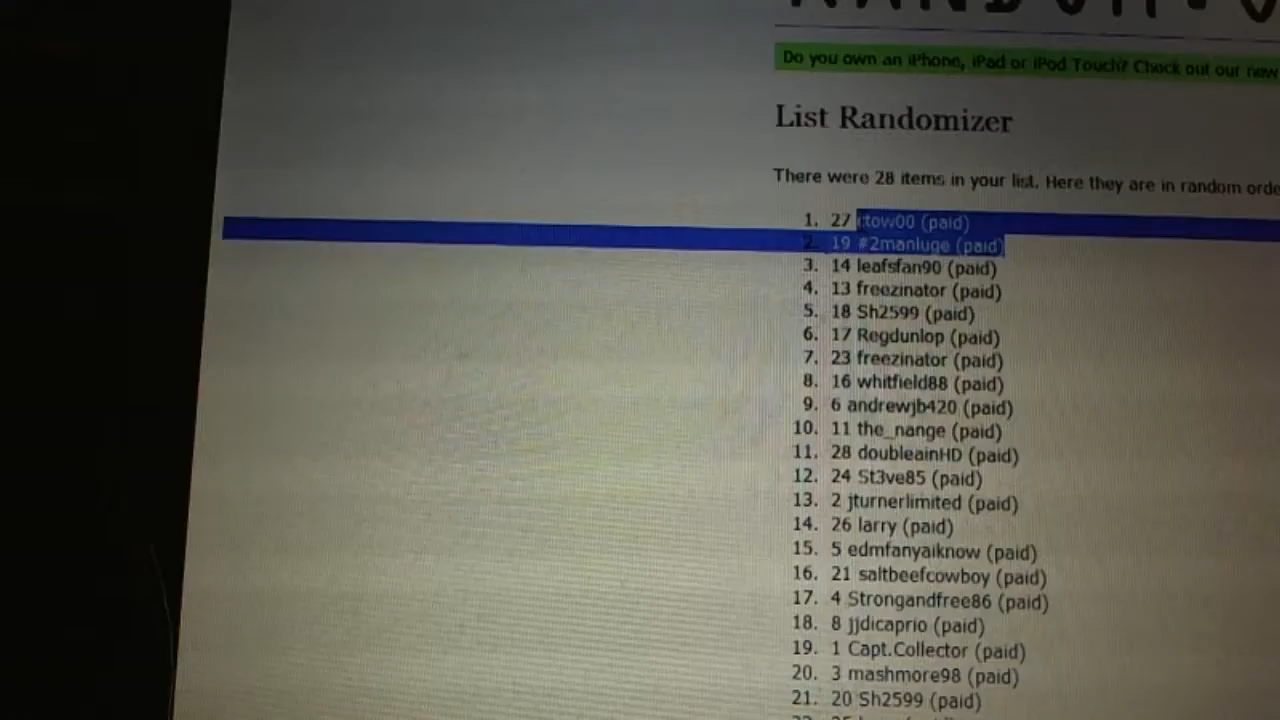 Do you own an iPhone, iPad or iPod Touch? Check out our new
List Randomizer
There were 28 items in your list. Here they are in random orde
1. 27 ctow00 (paid)
2. 19 #2manluge (paid)
3. 14 leafsfan90 (paid)
4. 13 freezinator (paid)
5. 18 Sh2599 (paid)
6. 17 Regdunlop (paid)
7. 23 freezinator (paid)
8. 16 whitfield88 (paid)
9. 6 andrewjb420 (paid)
10. 11 the_nange (paid)
11. 28 doubleainHD (paid)
12. 24 St3ve85 (paid)
13. 2 jturnerlimited (paid)
14. 26 larry (paid)
15. 5 edmfanyaiknow (paid)
16. 21 saltbeefcowboy (paid)
17. 4 Strongandfree86 (paid)
18. 8 jjdicaprio (paid)
19. 1 Capt.Collector (paid)
20. 3 mashmore98 (paid)
21. 20 Sh2599 (paid)